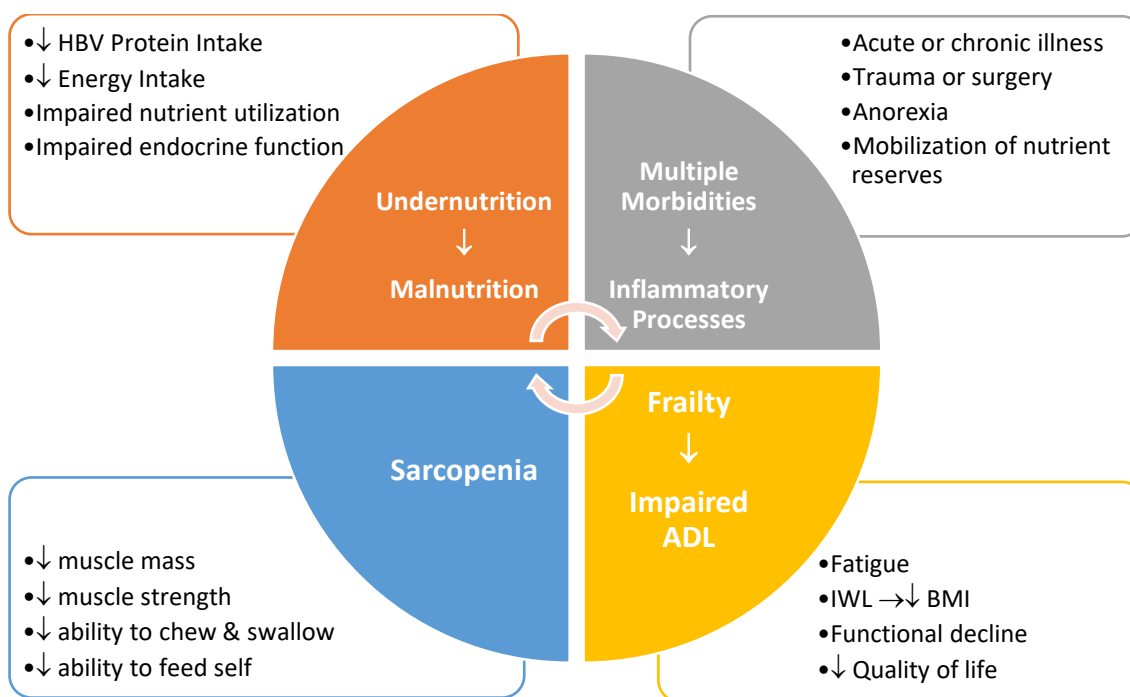 •↓ HBV Protein Intake
•↓ Energy Intake
•Impaired nutrient utilization
•Impaired endocrine function
•Acute or chronic illness
•Trauma or surgery
•Anorexia
•Mobilization of nutrient
reserves
Undernutrition
↓
Malnutrition
Multiple
Morbidities
↓
Inflammatory
Processes
Sarcopenia
Frailty
↓
Impaired
ADL
•↓ muscle mass
•↓ muscle strength
•↓ ability to chew & swallow
•↓ ability to feed self
•Fatigue
•IWL →↓ BMI
•Functional decline
•↓ Quality of life